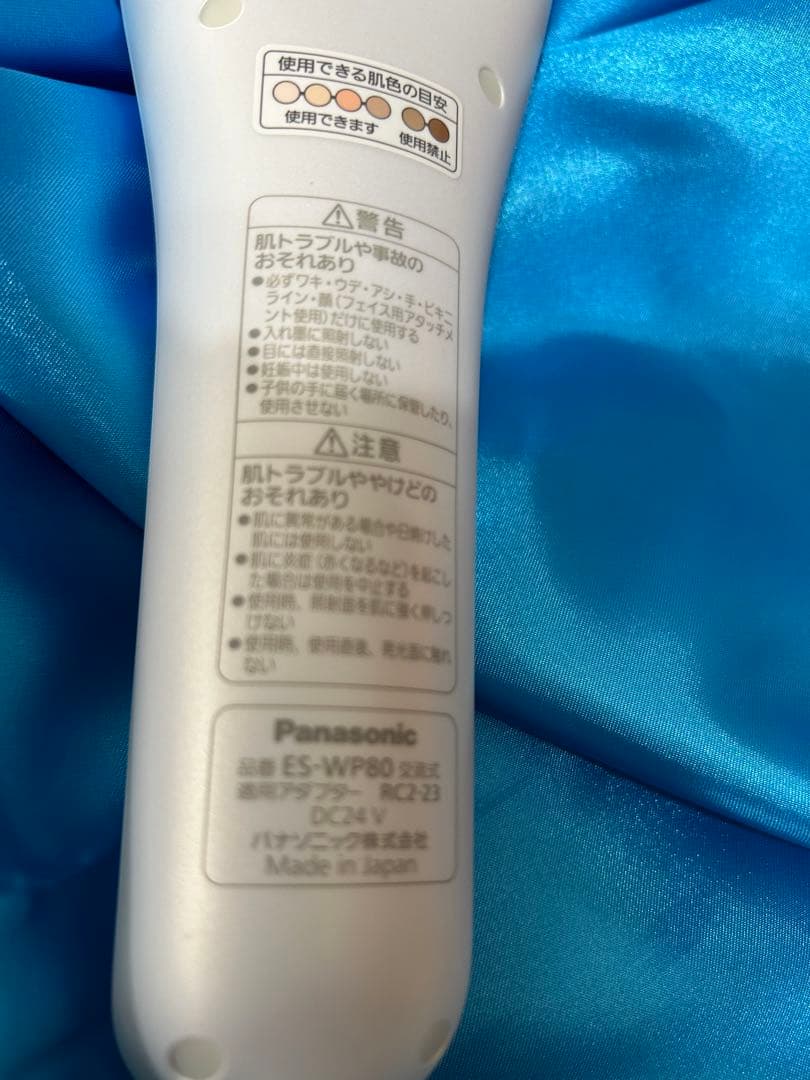 使用できる肌色の目安
使用できます 使用禁止
⚠警告
肌トラブルや事故の
おそれあり
●必ずワキ・ウデ・アシ・手・ビキニ
ライン・顔(フェイス用アタッチメ
ント使用)だけに使用する
●入れ墨に照射しない
●目には直接照射しない
●妊娠中は使用しない
●子供の手に届く場所に保管したり、
使用させない
⚠注意
肌トラブルややけどの
おそれあり
●肌に異常がある場合や日焼けした
肌には使用しない
●肌に炎症(赤くなるなど)を起こし
た場合は使用を中止する
●使用時、照射面を肌に強く押しつ
けない
●使用時、使用直後、発光面に触れ
ない
Panasonic
品番 ES-WP80 交流式
適用アダプター RC2-23
DC24V
パナソニック株式会社
Made in Japan